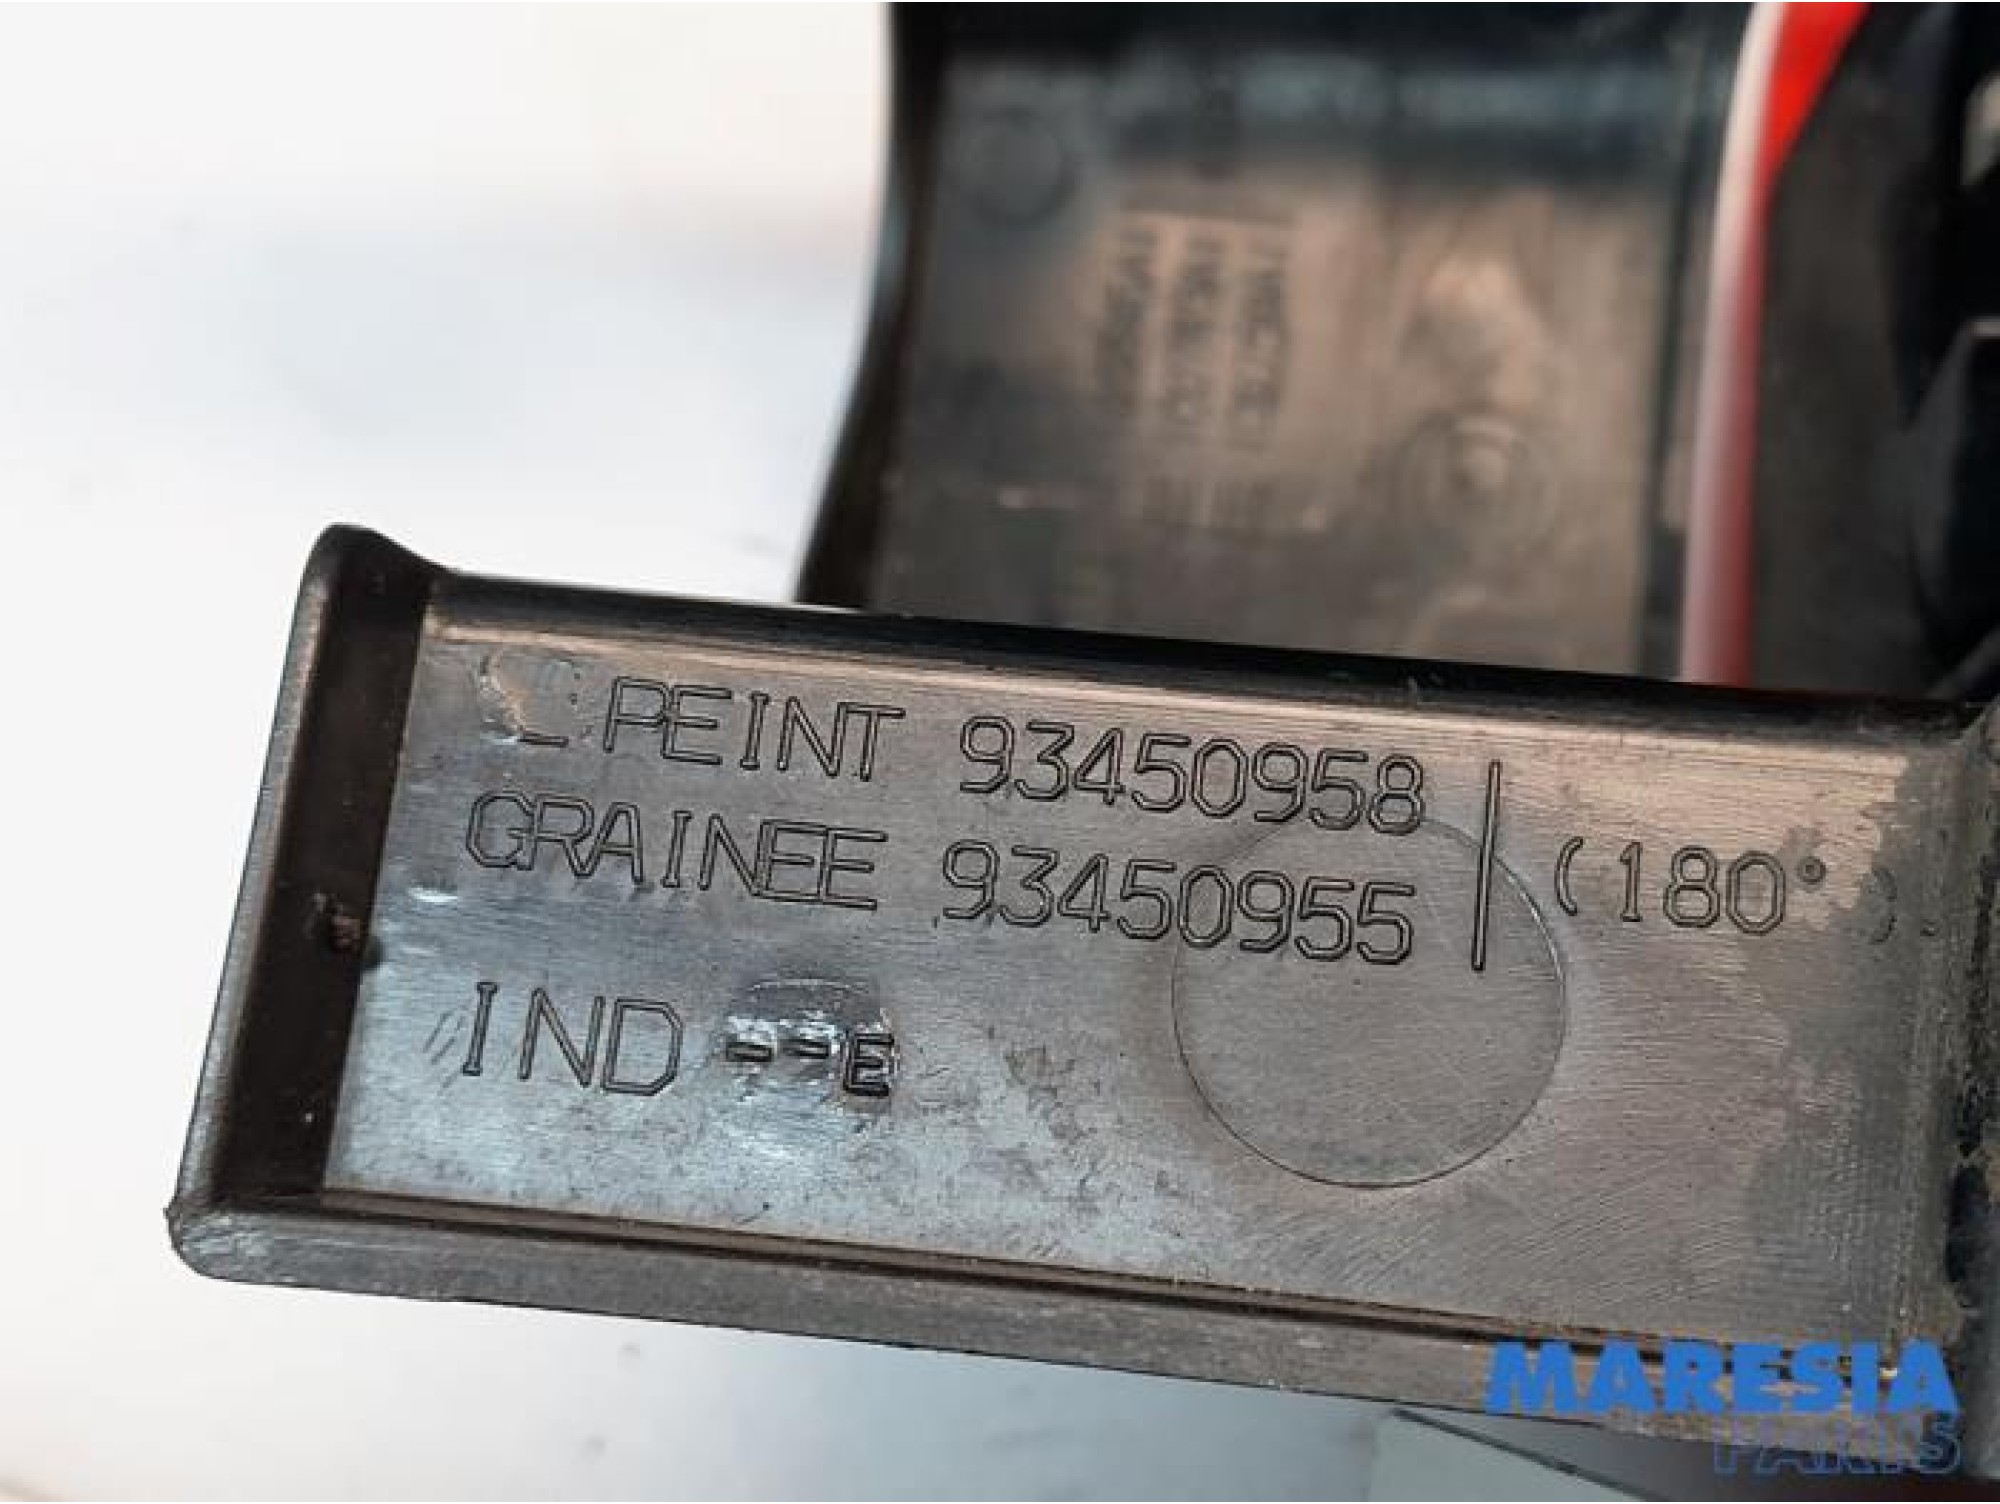 PEINT 93450958
GRAINEE 93450955
(180°)
IND --E
MARESIA
PARTS